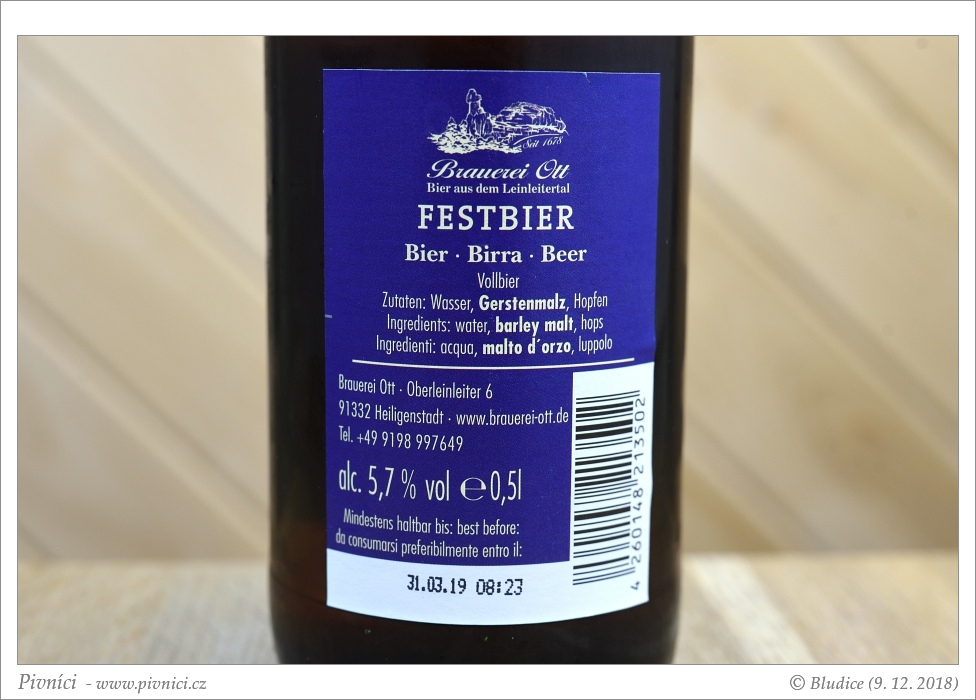 Seit 1678
Brauerei Ott
Bier aus dem Leinleitertal
FESTBIER
Bier · Birra · Beer
Vollbier
Zutaten: Wasser, Gerstenmalz, Hopfen
Ingredients: water, barley malt, hops
Ingredienti: acqua, malto d´orzo, luppolo
Brauerei Ott · Oberleinleiter 6
91332 Heiligenstadt · www.brauerei-ott.de
Tel. +49 9198 997649
alc. 5,7 % vol ℮ 0,5l
Mindestens haltbar bis: best before:
da consumarsi preferibilmente entro il:
31.03.19 08:23
4 260148 213502
Pivníci - www.pivnici.cz
© Bludice (9. 12. 2018)